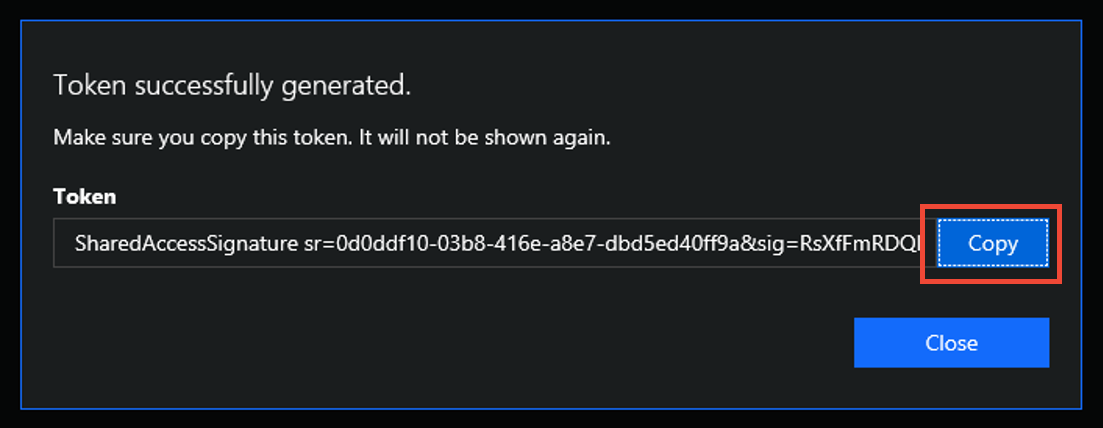 Token successfully generated.
Make sure you copy this token. It will not be shown again.
Token
SharedAccessSignature sr=0d0ddf10-03b8-416e-a8e7-dbd5ed40ff9a&sig=RsXfFmRDQ
Copy
Close